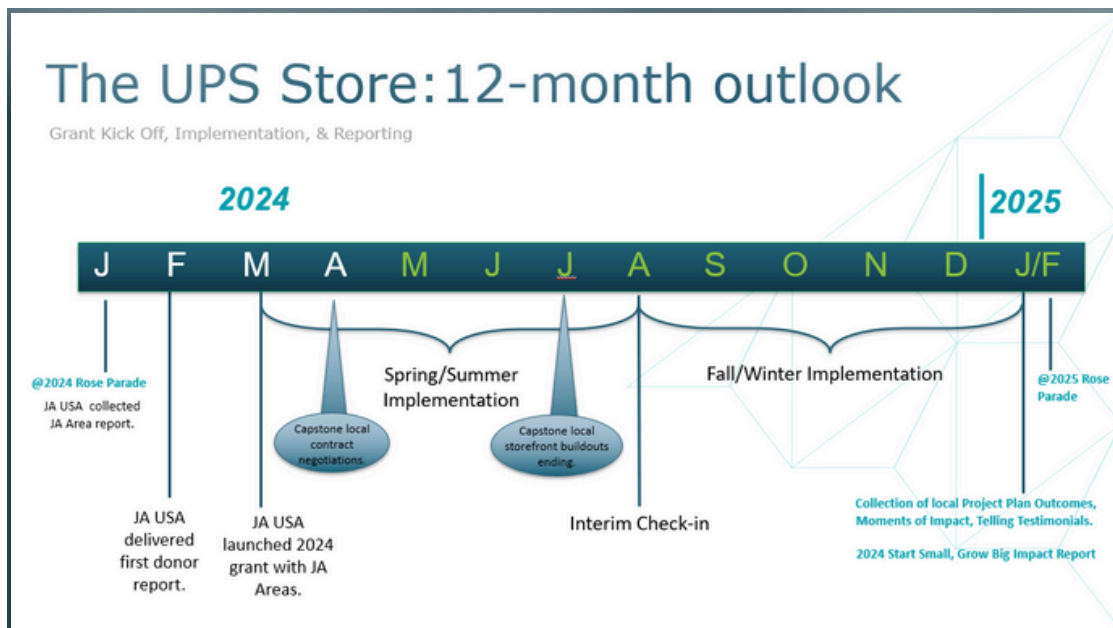 The UPS Store:12-month outlook
Grant Kick Off, Implementation, & Reporting
2024
2025
J F M A M J J A S O N D J/F
@2024 Rose Parade
JA USA collected
JA Area report.
Capstone local
contract
negotiations.
Spring/Summer
Implementation
Capstone local
storefront buildouts
ending.
Fall/Winter Implementation
@2025 Rose
Parade
JA USA
delivered
first donor
report.
JA USA
launched 2024
grant with JA
Areas.
Interim Check-in
Collection of local Project Plan Outcomes,
Moments of Impact, Telling Testimonials.
2024 Start Small, Grow Big Impact Report